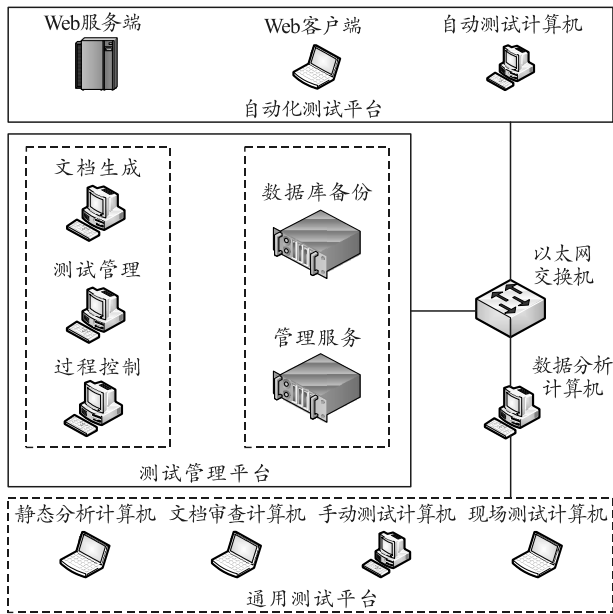 Web服务端
Web客户端
自动测试计算机
自动化测试平台
文档生成
测试管理
过程控制
数据库备份
管理服务
测试管理平台
以太网
交换机
数据分析
计算机
静态分析计算机
文档审查计算机
手动测试计算机
现场测试计算机
通用测试平台